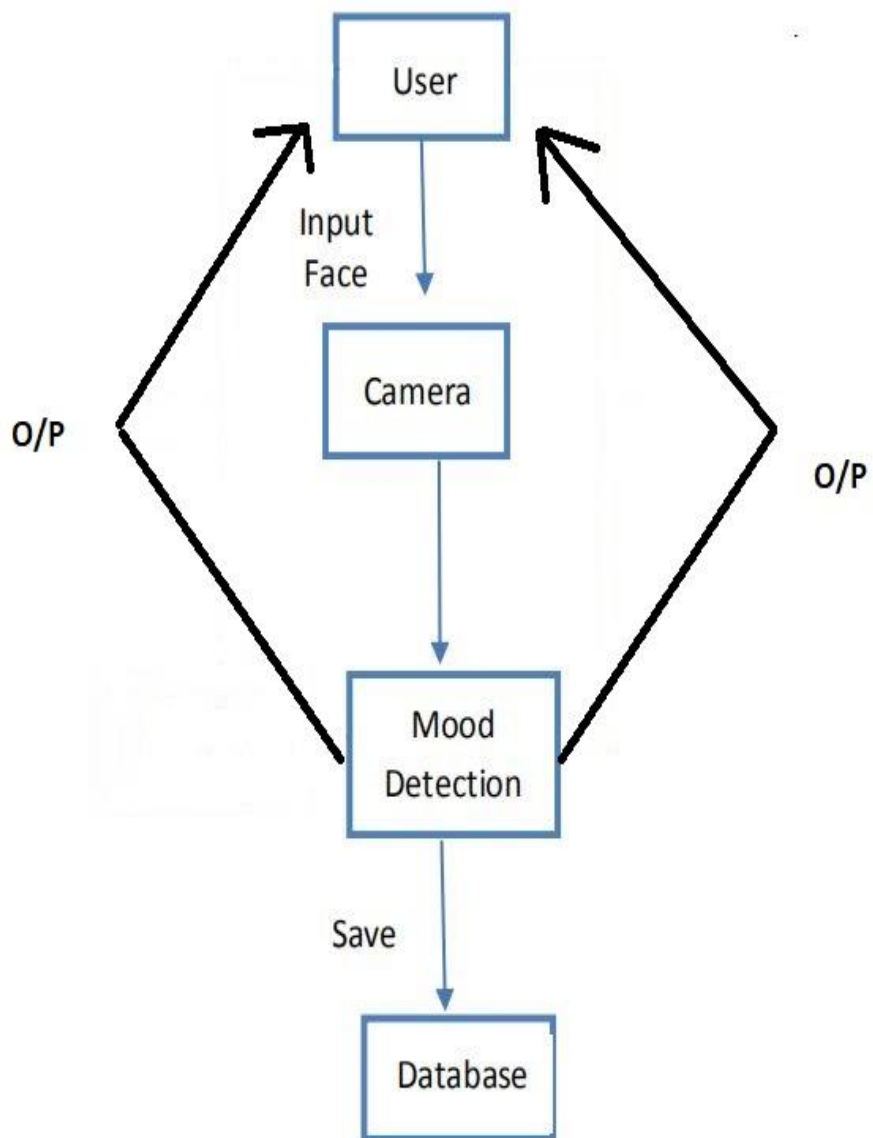 User
Input
Face
Camera
O/P
O/P
Mood
Detection
Save
Database